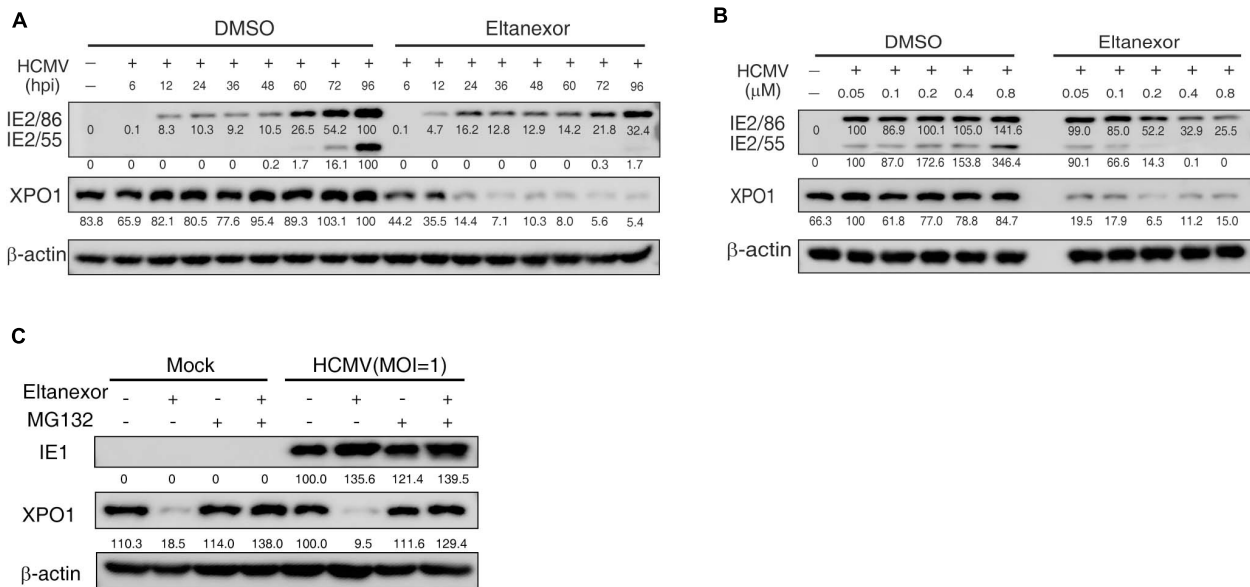 A
DMSO Eltanexor
HCMV − + + + + + + + + + + + + + + + +
(hpi) − 6 12 24 36 48 60 72 96 6 12 24 36 48 60 72 96
IE2/86
0 0.1 8.3 10.3 9.2 10.5 26.5 54.2 100 0.1 4.7 16.2 12.8 12.9 14.2 21.8 32.4
IE2/55
0 0 0 0 0 0.2 1.7 16.1 100 0 0 0 0 0 0 0.3 1.7
XPO1
83.8 65.9 82.1 80.5 77.6 95.4 89.3 103.1 100 44.2 35.5 14.4 7.1 10.3 8.0 5.6 5.4
β-actin
B
DMSO Eltanexor
HCMV − + + + + + + + + + +
(μM) − 0.05 0.1 0.2 0.4 0.8 0.05 0.1 0.2 0.4 0.8
IE2/86
0 100 86.9 100.1 105.0 141.6 99.0 85.0 52.2 32.9 25.5
IE2/55
0 100 87.0 172.6 153.8 346.4 90.1 66.6 14.3 0.1 0
XPO1
66.3 100 61.8 77.0 78.8 84.7 19.5 17.9 6.5 11.2 15.0
β-actin
C
Mock HCMV(MOI=1)
Eltanexor - + - + - + - +
MG132 - - + + - - + +
IE1
0 0 0 0 100.0 135.6 121.4 139.5
XPO1
110.3 18.5 114.0 138.0 100.0 9.5 111.6 129.4
β-actin